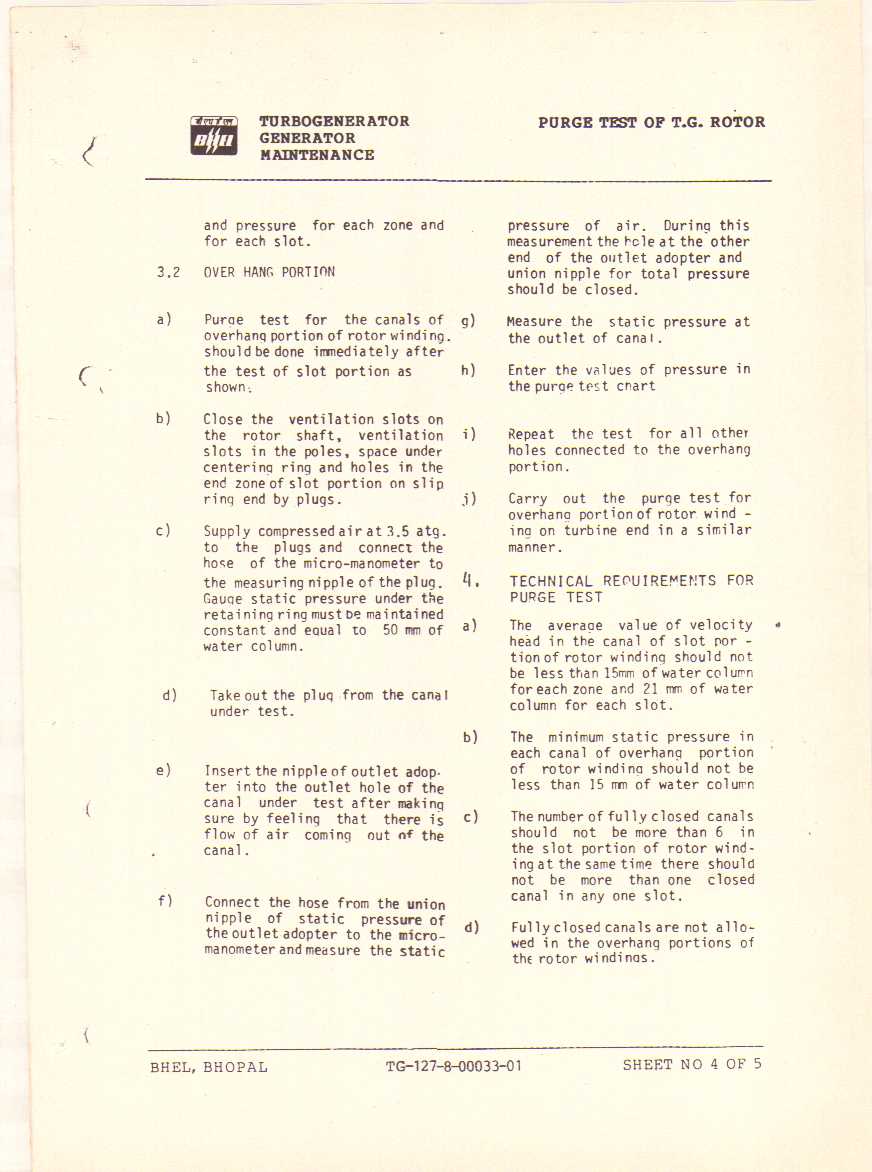 TURBOGENERATOR
GENERATOR
MAINTENANCE
PURGE TEST OF T.G. ROTOR
and pressure for each zone and
for each slot.
3.2 OVER HANG PORTION
a) Purge test for the canals of
overhang portion of rotor winding.
should be done immediately after
the test of slot portion as
shown.
b) Close the ventilation slots on
the rotor shaft, ventilation
slots in the poles, space under
centering ring and holes in the
end zone of slot portion on slip
ring end by plugs.
c) Supply compressed air at 3.5 atg.
to the plugs and connect the
hose of the micro-manometer to
the measuring nipple of the plug.
Gauge static pressure under the
retaining ring must be maintained
constant and equal to 50 mm of
water column.
d) Take out the plug from the canal
under test.
e) Insert the nipple of outlet adop-
ter into the outlet hole of the
canal under test after making
sure by feeling that there is
flow of air coming out of the
canal.
f) Connect the hose from the union
nipple of static pressure of
the outlet adopter to the micro-
manometer and measure the static
pressure of air. During this
measurement the hole at the other
end of the outlet adopter and
union nipple for total pressure
should be closed.
g) Measure the static pressure at
the outlet of canal.
h) Enter the values of pressure in
the purge test chart
i) Repeat the test for all other
holes connected to the overhang
portion.
j) Carry out the purge test for
overhang portion of rotor wind -
ing on turbine end in a similar
manner.
4. TECHNICAL REQUIREMENTS FOR
PURGE TEST
a) The average value of velocity
head in the canal of slot por -
tion of rotor winding should not
be less than 15mm of water column
for each zone and 21 mm of water
column for each slot.
b) The minimum static pressure in
each canal of overhang portion
of rotor winding should not be
less than 15 mm of water column
c) The number of fully closed canals
should not be more than 6 in
the slot portion of rotor wind-
ing at the same time there should
not be more than one closed
canal in any one slot.
d) Fully closed canals are not allo-
wed in the overhang portions of
the rotor windings.
BHEL, BHOPAL
TG-127-8-00033-01
SHEET NO 4 OF 5